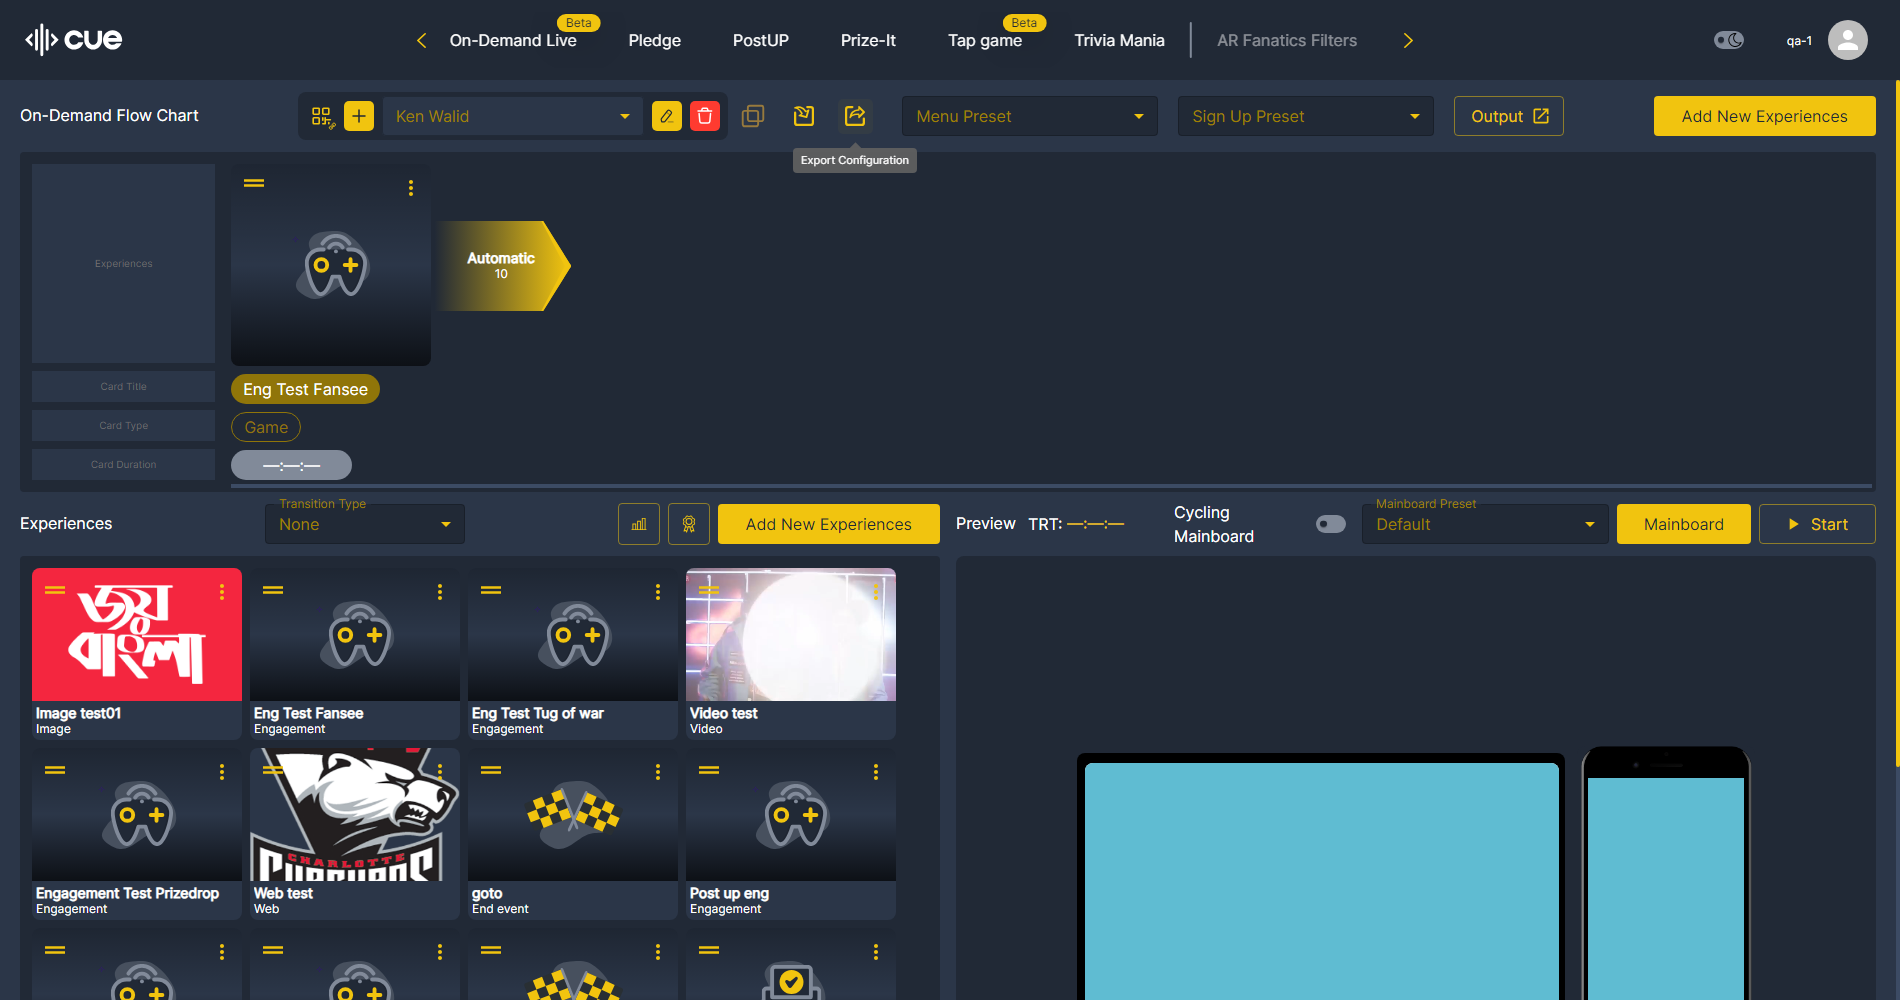 cue
On-Demand Live
Beta
Pledge
PostUP
Prize-It
Tap game
Beta
Trivia Mania
AR Fanatics Filters
qa-1
On-Demand Flow Chart
Ken Walid
Menu Preset
Sign Up Preset
Output
Add New Experiences
Export Configuration
Experiences
Automatic
10
Card Title
Eng Test Fansee
Card Type
Game
Card Duration
—:—:—
Experiences
Transition Type
None
Add New Experiences
Preview
TRT: —:—:—
Cycling
Mainboard
Mainboard Preset
Default
Mainboard
Start
জয়
বাংলা
Image test01
Image
Eng Test Fansee
Engagement
Eng Test Tug of war
Engagement
Video test
Video
Engagement Test Prizedrop
Engagement
CHARLOTTE
Web test
Web
goto
End event
Post up eng
Engagement